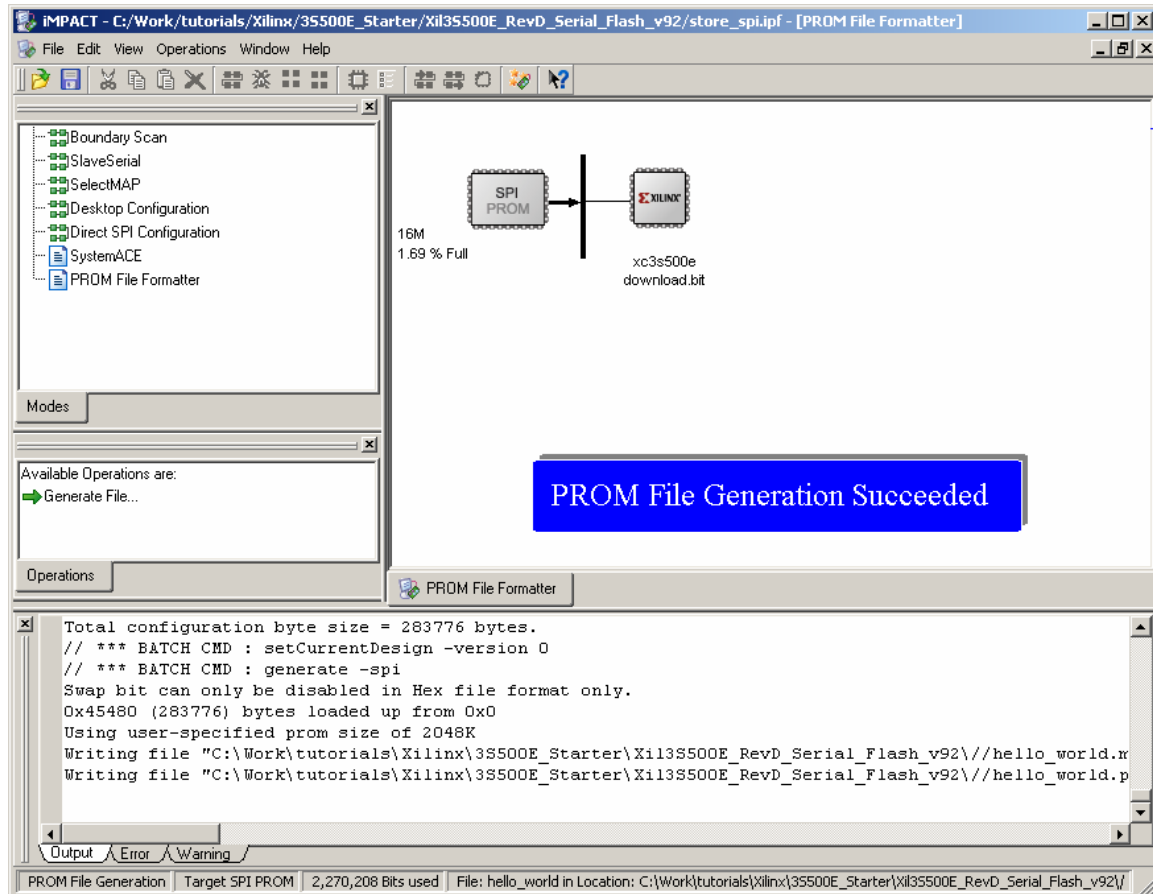 iMPACT - C:/Work/tutorials/Xilinx/3S500E_Starter/Xil3S500E_RevD_Serial_Flash_v92/store_spi.ipf - [PROM File Formatter]
File Edit View Operations Window Help
Boundary Scan
SlaveSerial
SelectMAP
Desktop Configuration
Direct SPI Configuration
SystemACE
PROM File Formatter
Modes
Available Operations are:
Generate File...
Operations
SPI
PROM
XILINX
16M
1.69 % Full
xc3s500e
download.bit
PROM File Generation Succeeded
PROM File Formatter
Total configuration byte size = 283776 bytes.
// *** BATCH CMD : setCurrentDesign -version 0
// *** BATCH CMD : generate -spi
Swap bit can only be disabled in Hex file format only.
0x45480 (283776) bytes loaded up from 0x0
Using user-specified prom size of 2048K
Writing file "C:\Work\tutorials\Xilinx\3S500E_Starter\Xil3S500E_RevD_Serial_Flash_v92\//hello_world.m
Writing file "C:\Work\tutorials\Xilinx\3S500E_Starter\Xil3S500E_RevD_Serial_Flash_v92\//hello_world.p
Output Error Warning
PROM File Generation Target SPI PROM 2,270,208 Bits used File: hello_world in Location: C:\Work\tutorials\Xilinx\3S500E_Starter\Xil3S500E_RevD_Serial_Flash_v92\/